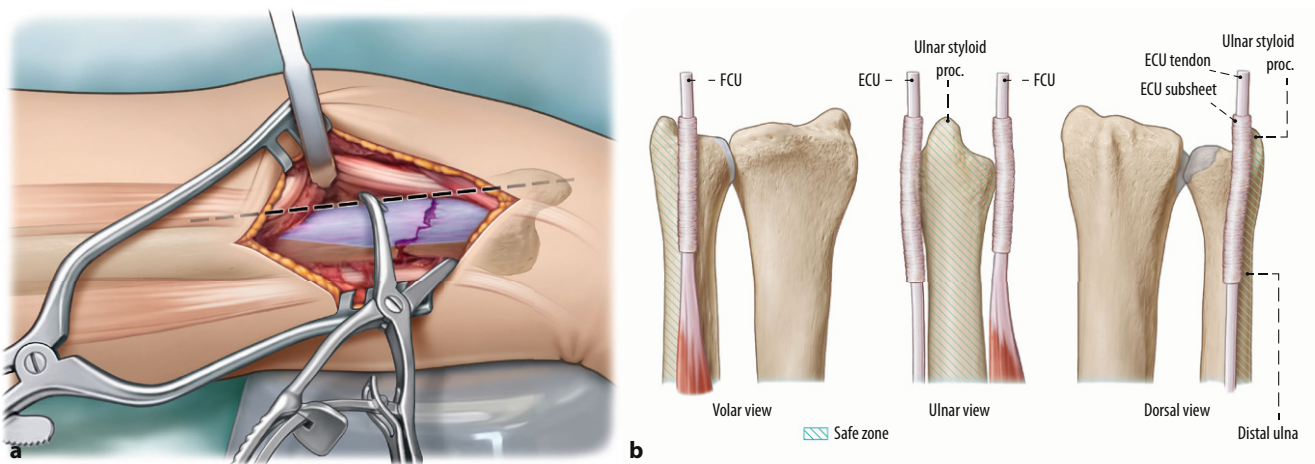 a
b
– FCU
Volar view
ECU –
Ulnar styloid
proc.
– FCU
Ulnar view
Safe zone
ECU tendon
ECU subsheet
Ulnar styloid
proc.
Dorsal view
Distal ulna